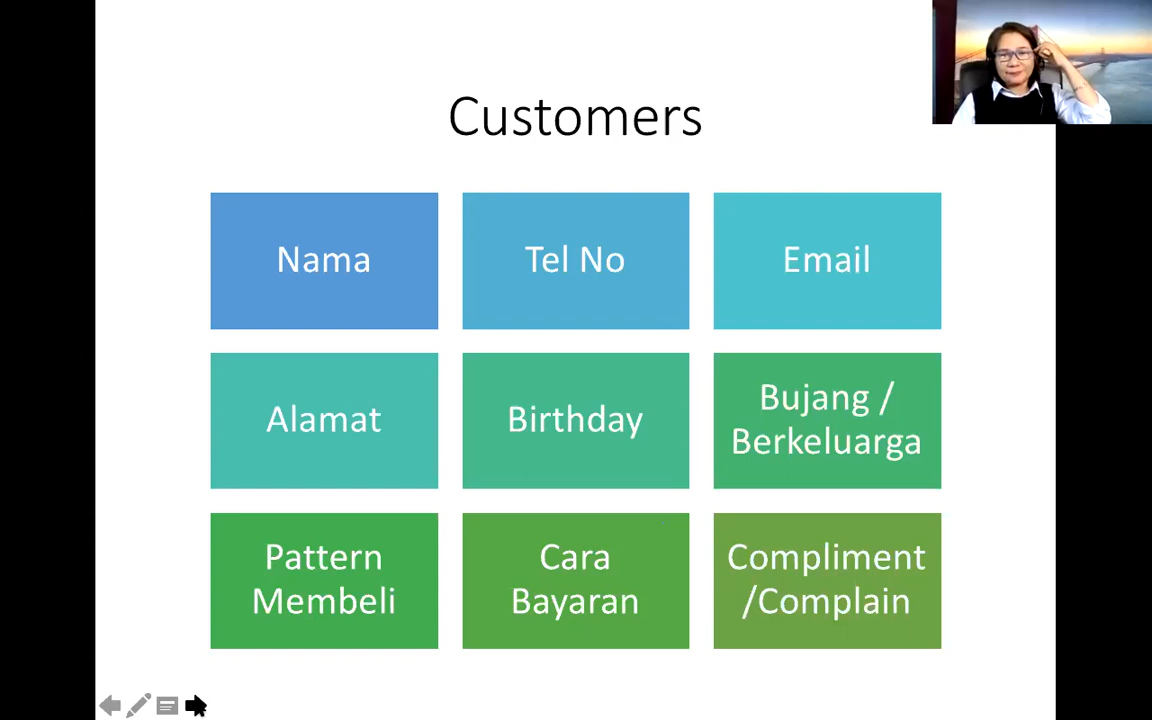 Customers
Nama
Tel No
Email
Alamat
Birthday
Bujang /
Berkeluarga
Pattern
Membeli
Cara
Bayaran
Compliment
/Complain